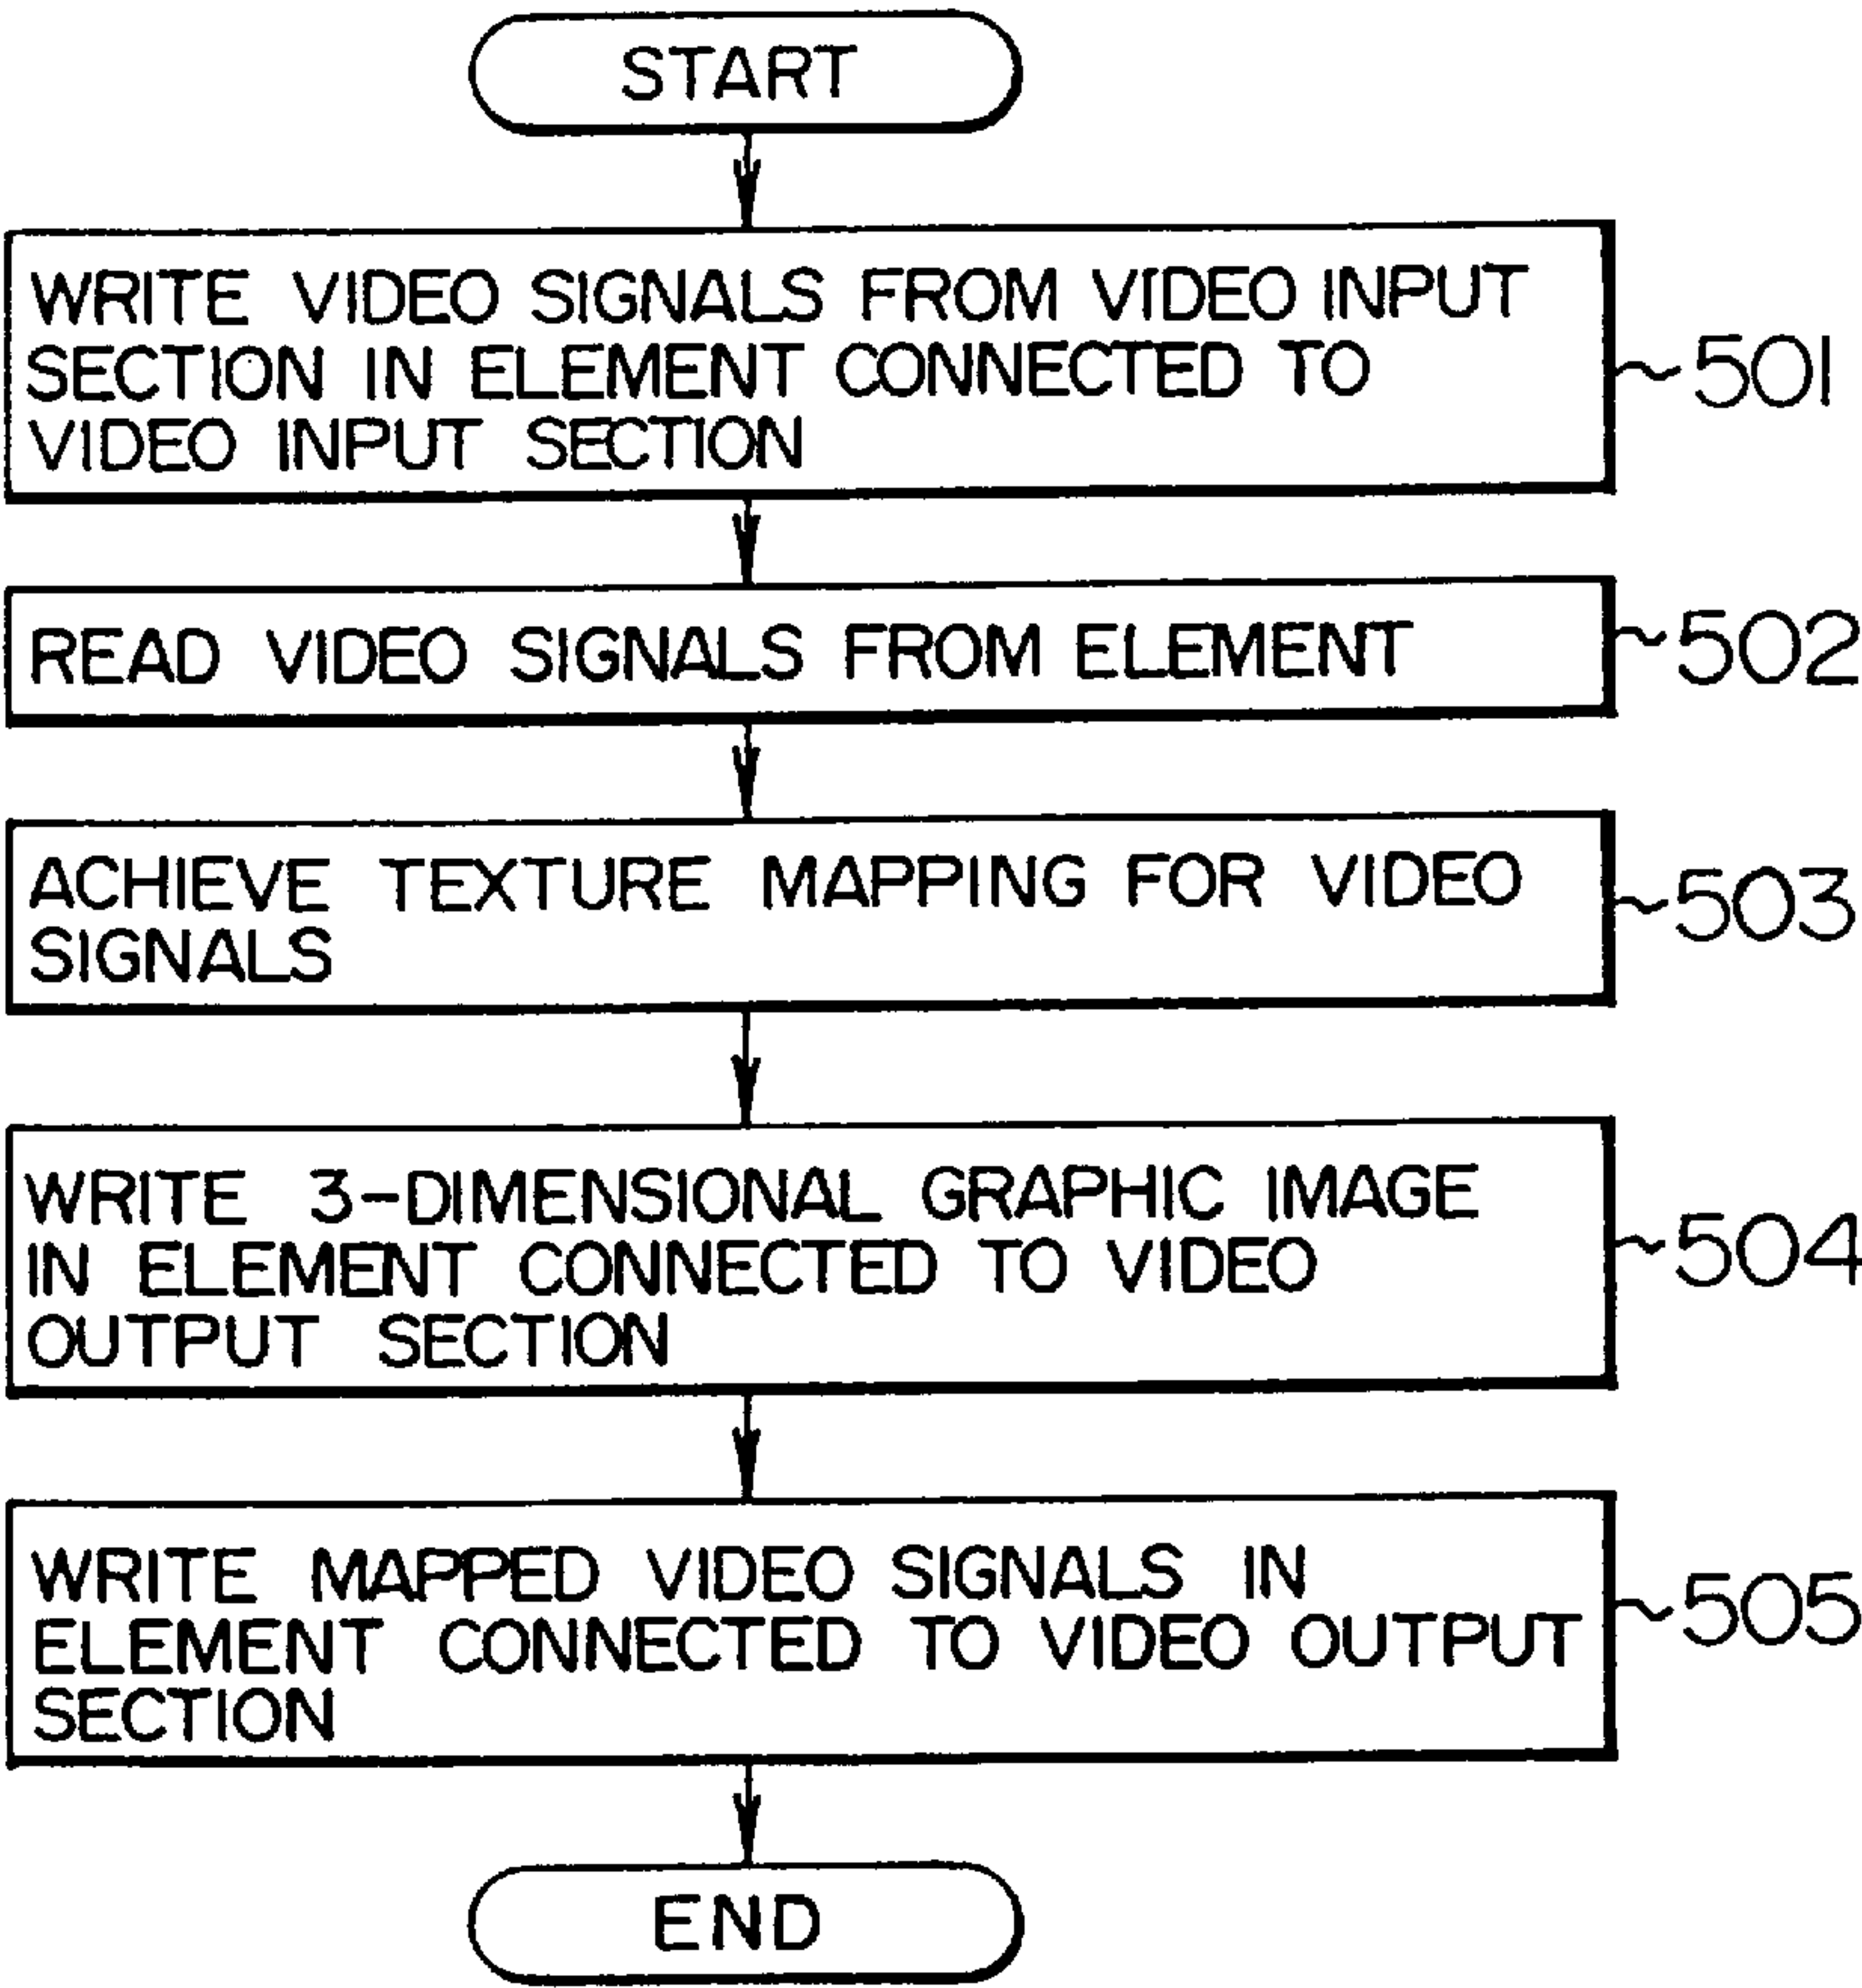 START
WRITE VIDEO SIGNALS FROM VIDEO INPUT
SECTION IN ELEMENT CONNECTED TO
VIDEO INPUT SECTION
501
READ VIDEO SIGNALS FROM ELEMENT
502
ACHIEVE TEXTURE MAPPING FOR VIDEO
SIGNALS
503
WRITE 3-DIMENSIONAL GRAPHIC IMAGE
IN ELEMENT CONNECTED TO VIDEO
OUTPUT SECTION
504
WRITE MAPPED VIDEO SIGNALS IN
ELEMENT CONNECTED TO VIDEO OUTPUT
SECTION
505
END